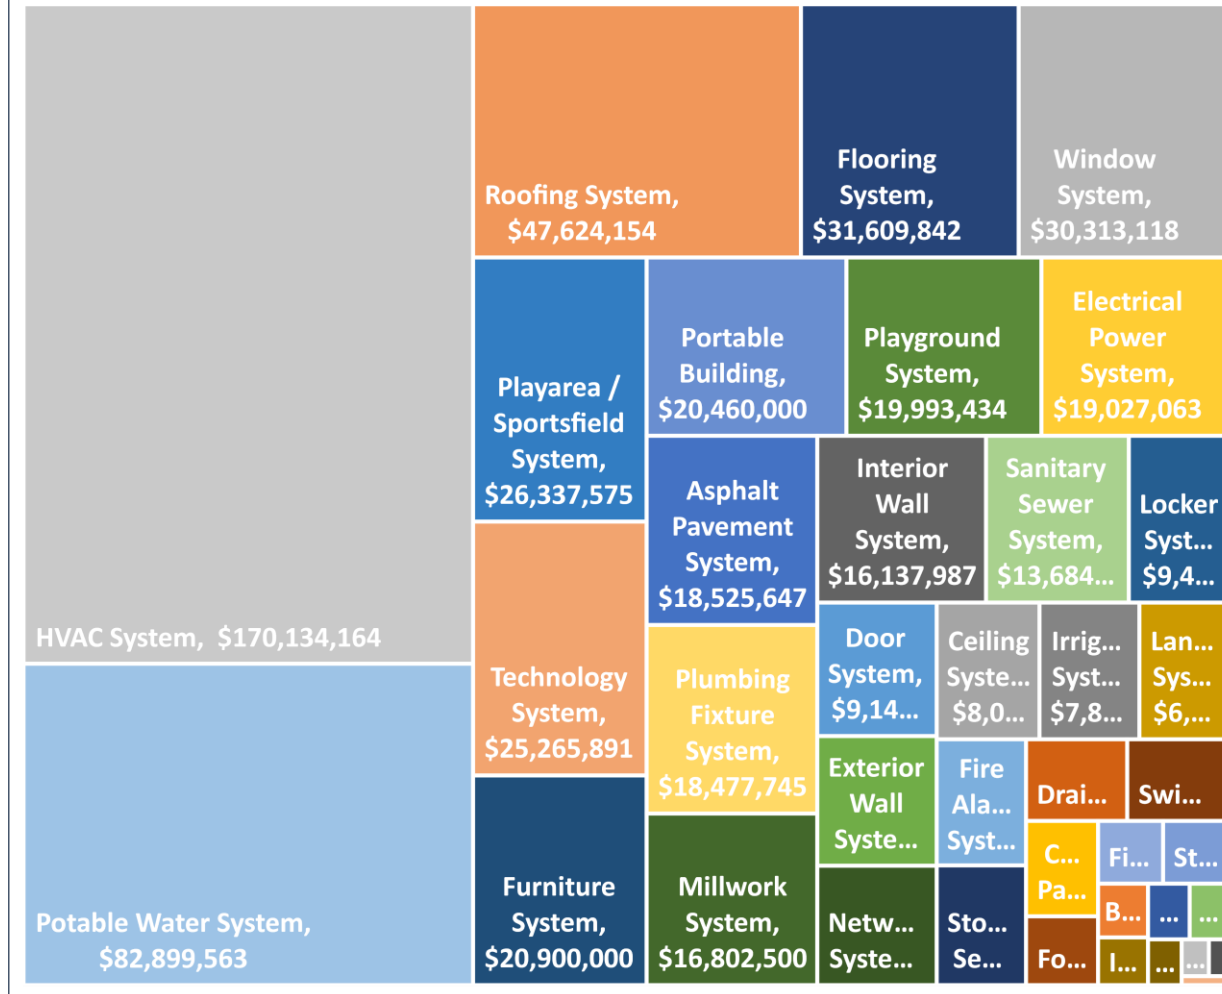 HVAC System, $170,134,164
Potable Water System,
$82,899,563
Roofing System,
$47,624,154
Flooring
System,
$31,609,842
Window
System,
$30,313,118
Playarea /
Sportsfield
System,
$26,337,575
Technology
System,
$25,265,891
Furniture
System,
$20,900,000
Portable
Building,
$20,460,000
Playground
System,
$19,993,434
Electrical
Power
System,
$19,027,063
Asphalt
Pavement
System,
$18,525,647
Plumbing
Fixture
System,
$18,477,745
Millwork
System,
$16,802,500
Interior
Wall
System,
$16,137,987
Sanitary
Sewer
System,
$13,684...
Locker
Syst...
$9,4...
Door
System,
$9,14...
Ceiling
Syste...
$8,0...
Irrig...
Syst...
$7,8...
Lan...
Sys...
$6,...
Exterior
Wall
Syste...
Netw...
Syste...
Fire
Ala...
Syst...
Sto...
Se...
Drai...
Swi...
C...
Pa...
Fo...
Fi...
St...
B...
...
...
I...
...
...